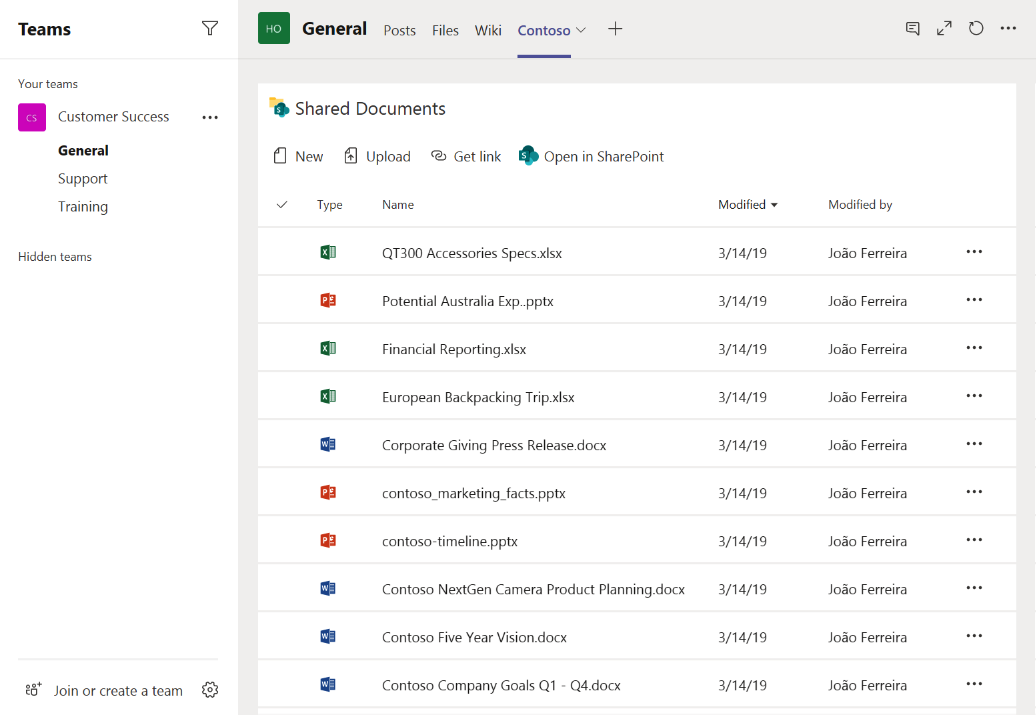 Teams
Your teams
CS Customer Success
General
Support
Training
Hidden teams
Join or create a team
HO General Posts Files Wiki Contoso
Shared Documents
New Upload Get link Open in SharePoint
Type Name Modified Modified by
QT300 Accessories Specs.xlsx 3/14/19 João Ferreira
Potential Australia Exp..pptx 3/14/19 João Ferreira
Financial Reporting.xlsx 3/14/19 João Ferreira
European Backpacking Trip.xlsx 3/14/19 João Ferreira
Corporate Giving Press Release.docx 3/14/19 João Ferreira
contoso_marketing_facts.pptx 3/14/19 João Ferreira
contoso-timeline.pptx 3/14/19 João Ferreira
Contoso NextGen Camera Product Planning.docx 3/14/19 João Ferreira
Contoso Five Year Vision.docx 3/14/19 João Ferreira
Contoso Company Goals Q1 - Q4.docx 3/14/19 João Ferreira